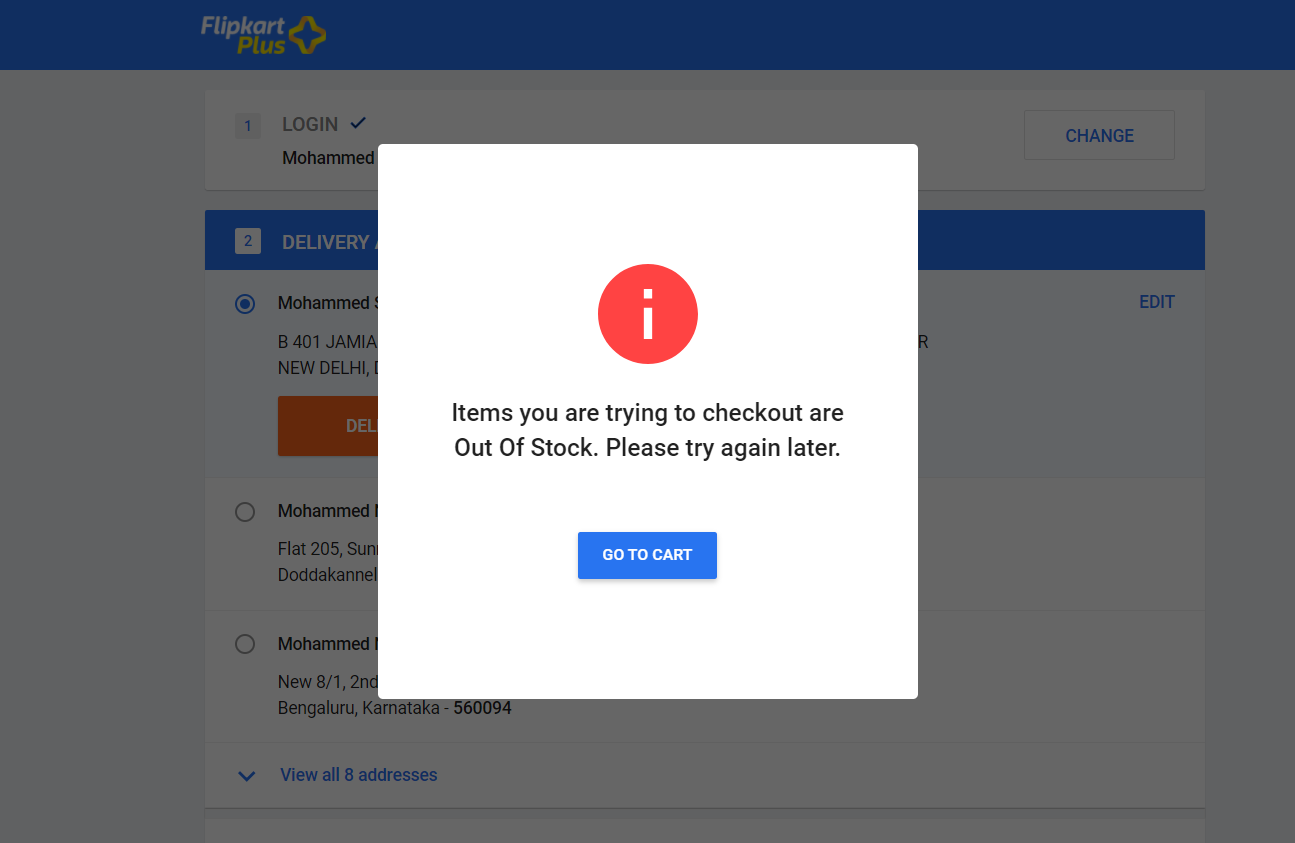 Flipkart
Plus
1
LOGIN
Mohammed
CHANGE
2
DELIVERY
Mohammed
EDIT
B 401 JAMIA
R
NEW DELHI,
DEL
Items you are trying to checkout are
Out Of Stock. Please try again later.
GO TO CART
Mohammed
Flat 205, Sun
Doddakannel
Mohammed
New 8/1, 2nd
Bengaluru, Karnataka - 560094
View all 8 addresses